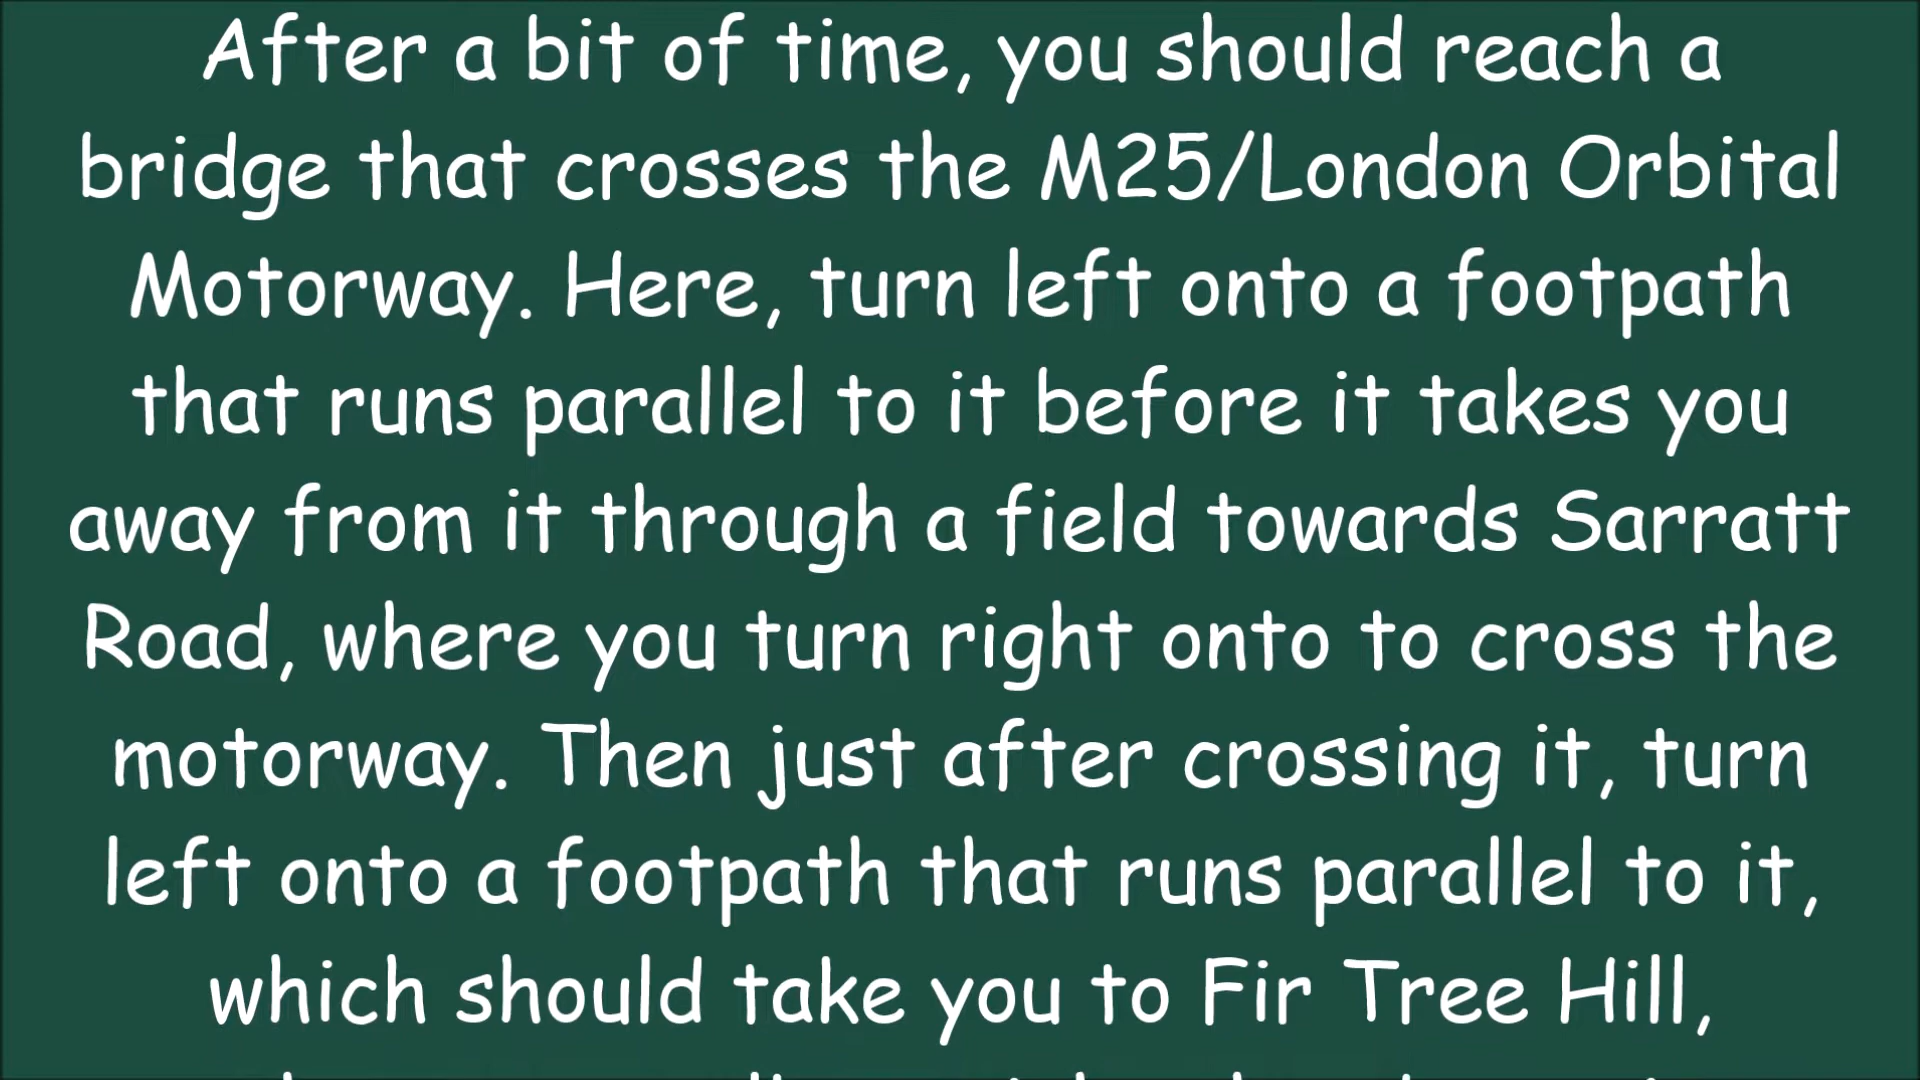 After a bit of time, you should reach a
bridge that crosses the M25/London Orbital
Motorway. Here, turn left onto a footpath
that runs parallel to it before it takes you
away from it through a field towards Sarratt
Road, where you turn right onto to cross the
motorway. Then just after crossing it, turn
left onto a footpath that runs parallel to it,
which should take you to Fir Tree Hill,